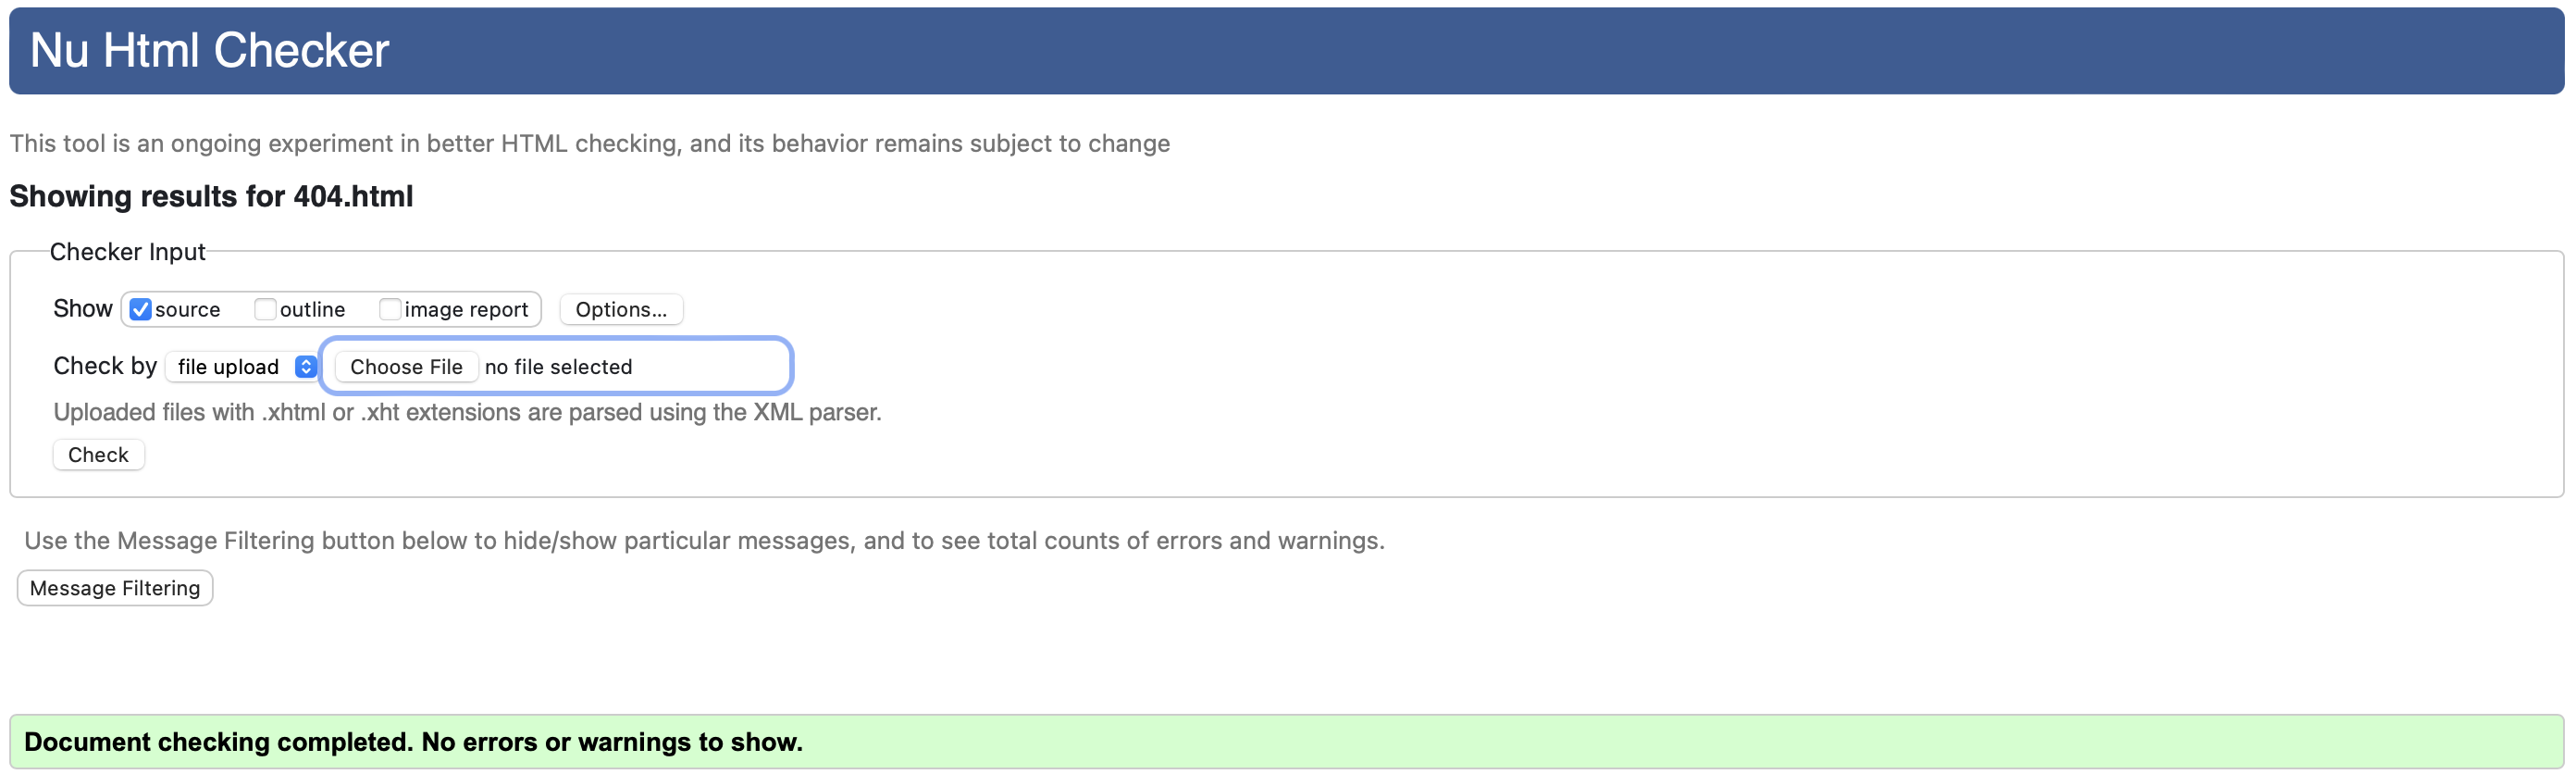 Nu Html Checker
This tool is an ongoing experiment in better HTML checking, and its behavior remains subject to change
Showing results for 404.html
Checker Input
Show source outline image report Options...
Check by file upload Choose File no file selected
Uploaded files with .xhtml or .xht extensions are parsed using the XML parser.
Check
Use the Message Filtering button below to hide/show particular messages, and to see total counts of errors and warnings.
Message Filtering
Document checking completed. No errors or warnings to show.